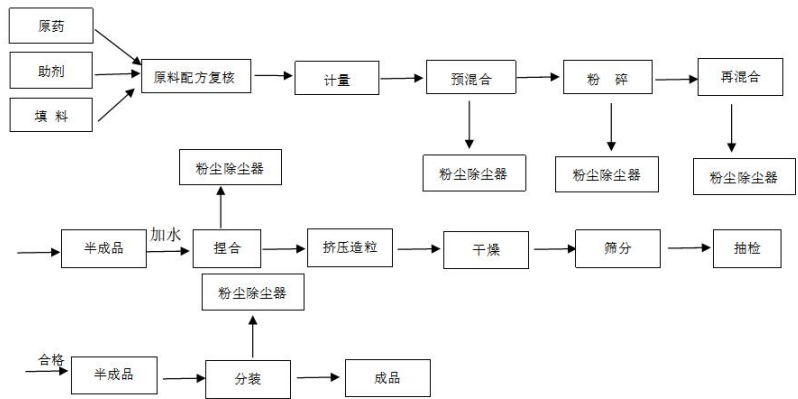 原药
助剂
填 料
原料配方复核
计量
预混合
粉 碎
再混合
粉尘除尘器
粉尘除尘器
粉尘除尘器
粉尘除尘器
半成品
加水
捏合
挤压造粒
干燥
筛分
抽检
粉尘除尘器
合格
半成品
分装
成品